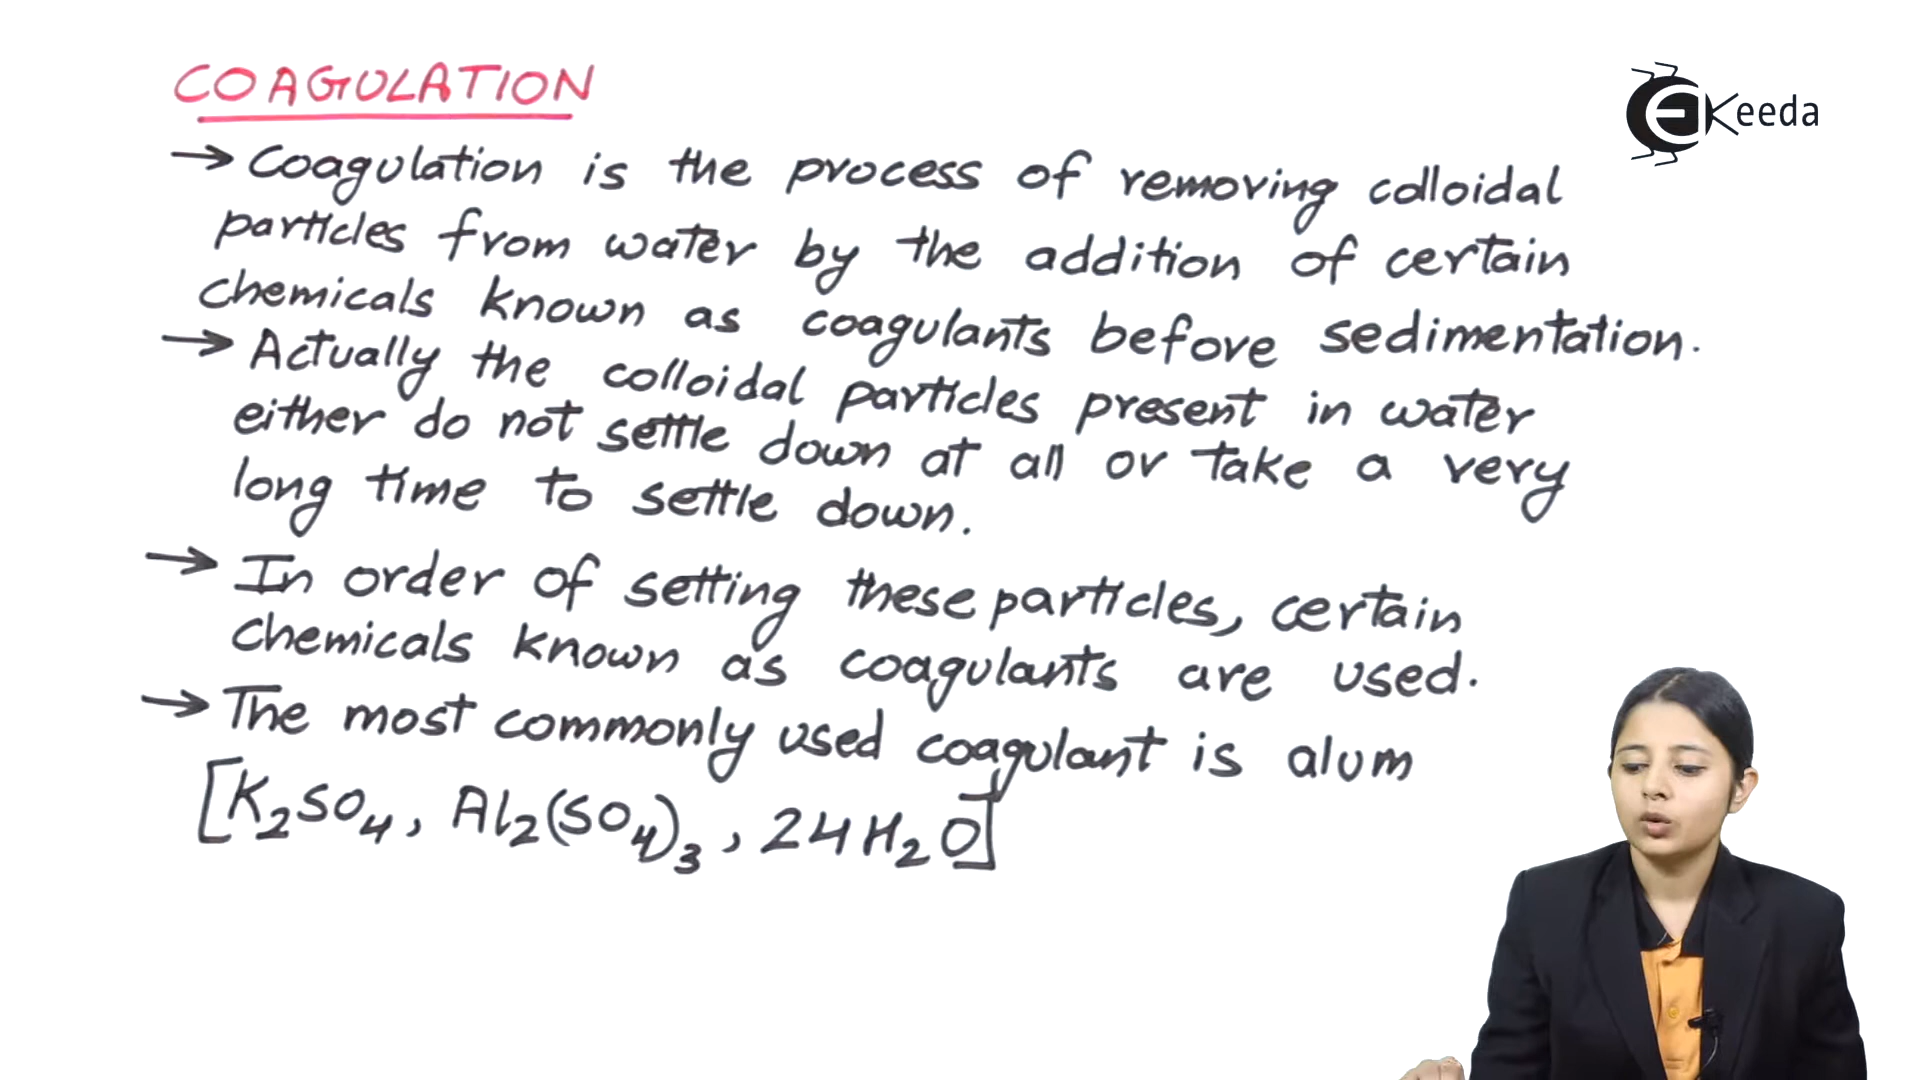 COAGULATION
EKeeda
→ Coagulation is the process of removing colloidal
particles from water by the addition of certain
chemicals known as coagulants before sedimentation.
→ Actually the colloidal particles present in water
either do not settle down at all or take a very
long time to settle down.
→ In order of setting these particles, certain
chemicals known as coagulants are used.
→ The most commonly used coagulant is alum
[K₂SO₄, Al₂(SO₄)₃, 24H₂O]